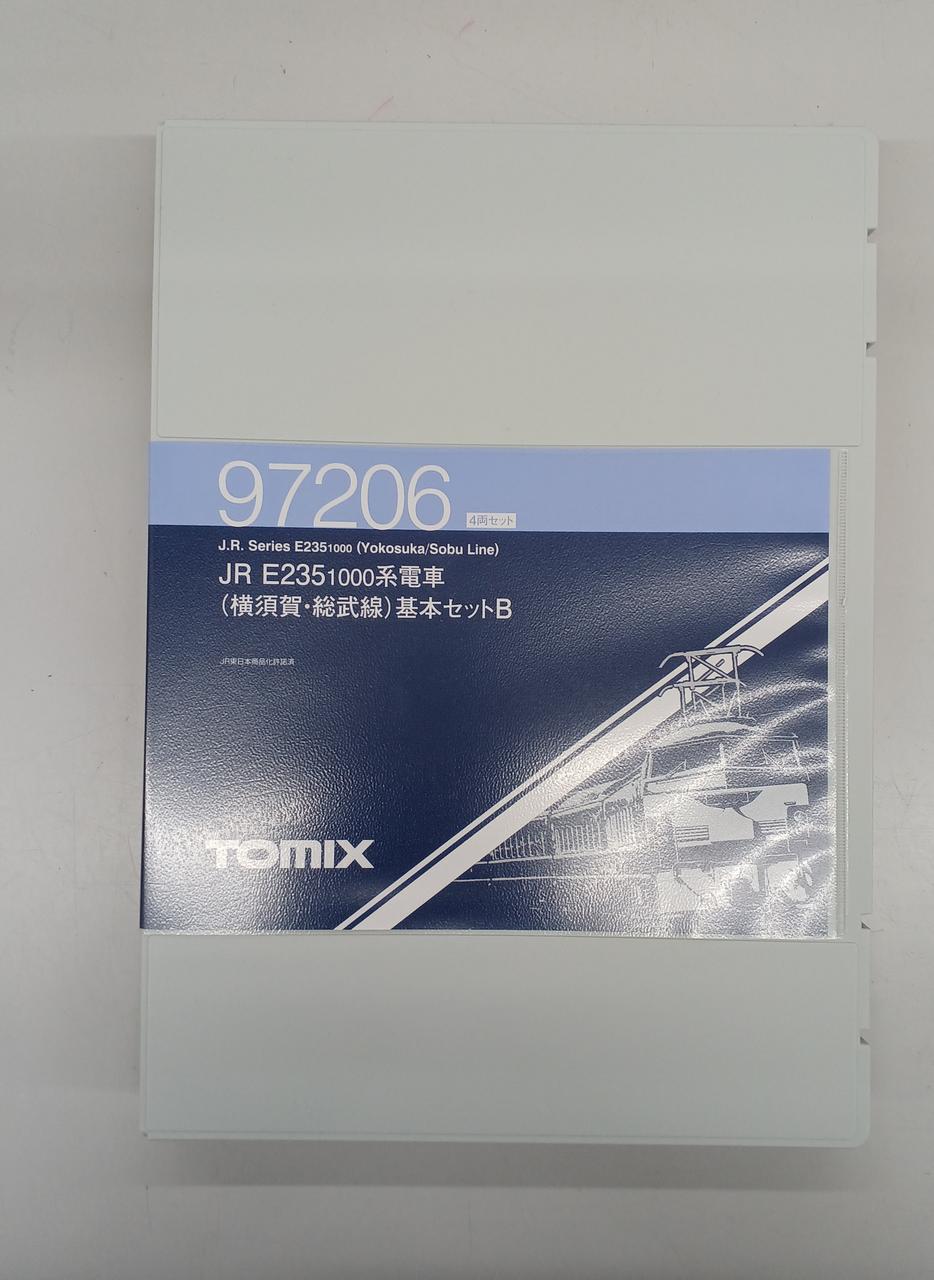 97206 4両セット
J.R. Series E2351000 (Yokosuka/Sobu Line)
JR E2351000系電車
(横須賀・総武線)基本セットB
JR東日本商品化許諾済
TOMIX